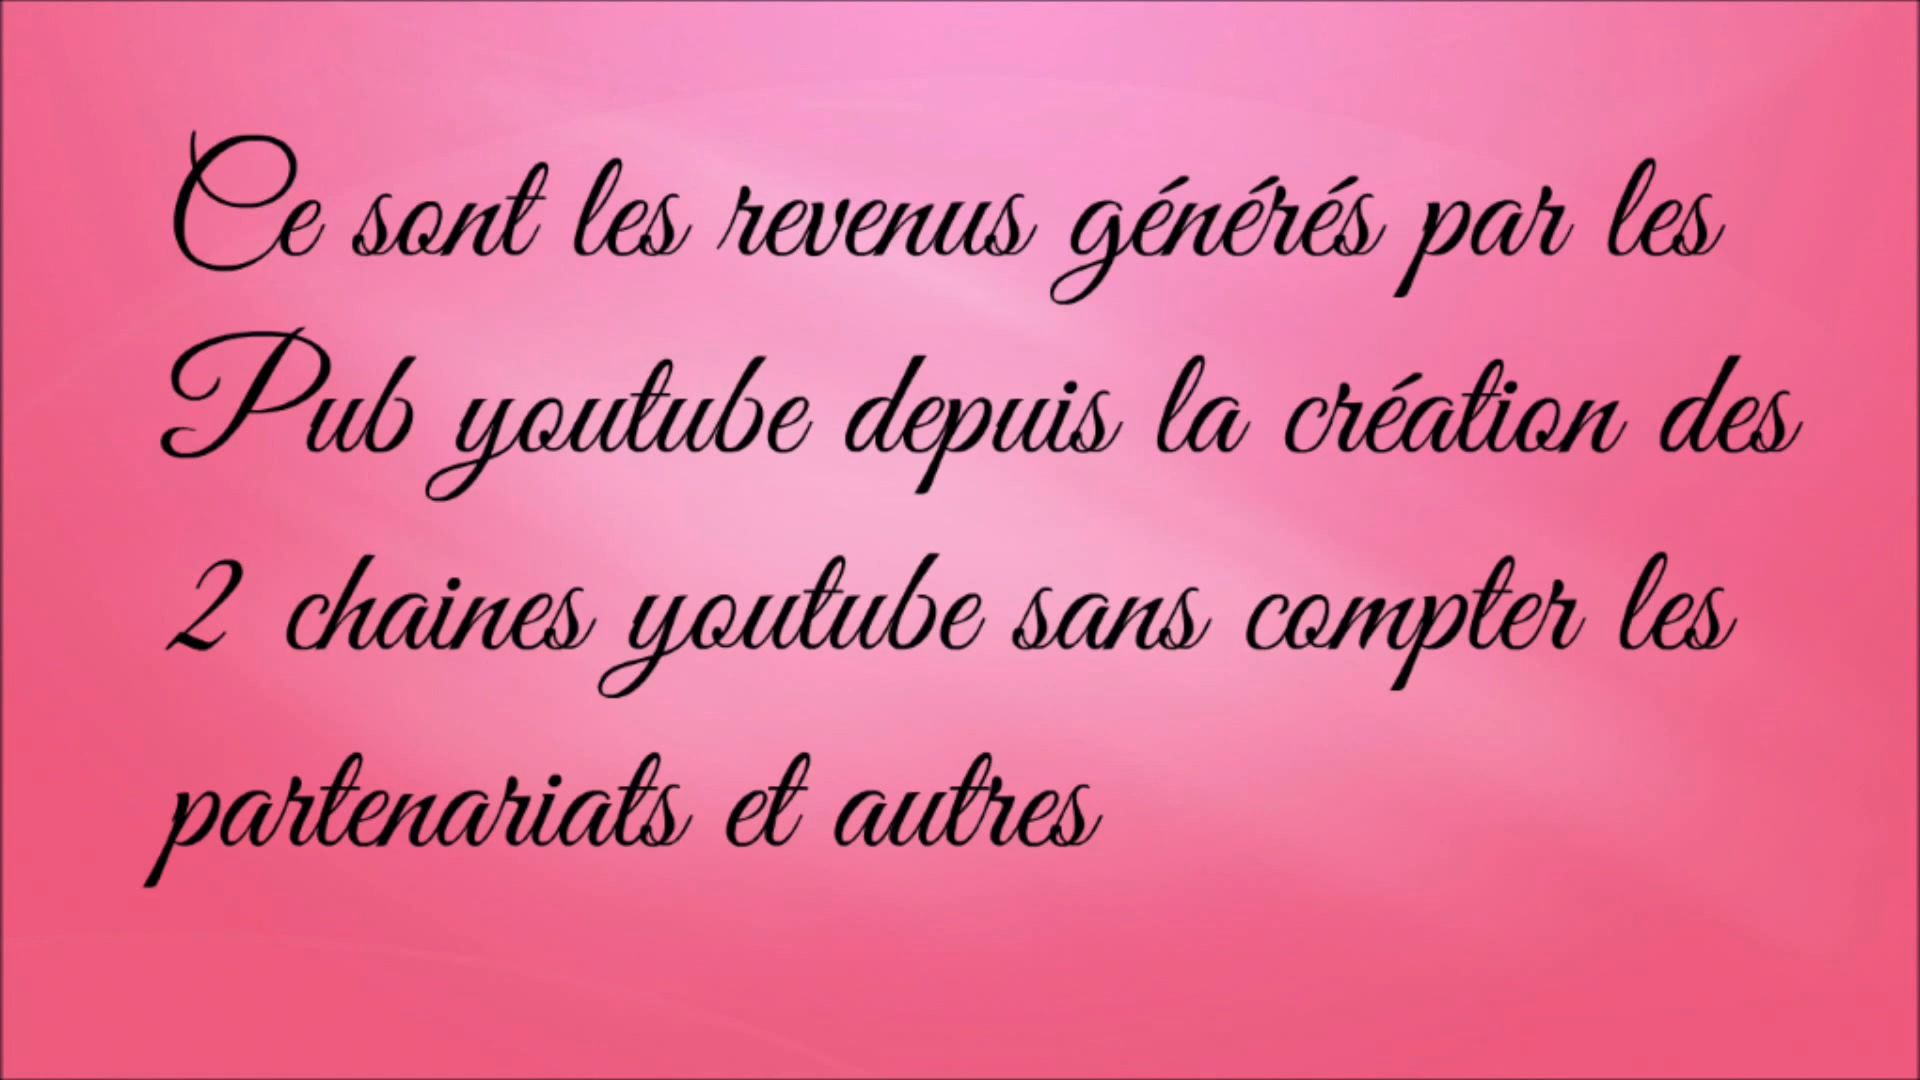 Ce sont les revenus générés par les
Pub youtube depuis la création des
2 chaines youtube sans compter les
partenariats et autres